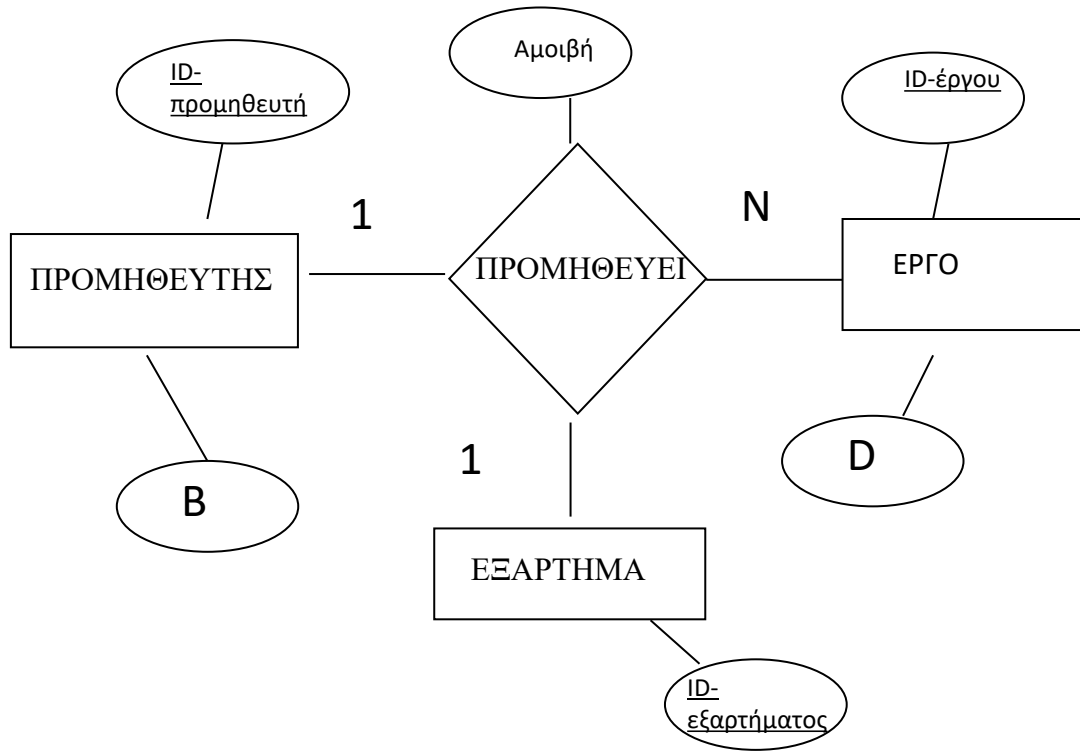 Αμοιβή
ID-
προμηθευτή
ID-έργου
1
N
ΠΡΟΜΗΘΕΥΤΗΣ
ΠΡΟΜΗΘΕΥΕΙ
ΕΡΓΟ
1
B
D
ΕΞΑΡΤΗΜΑ
ID-
εξαρτήματος